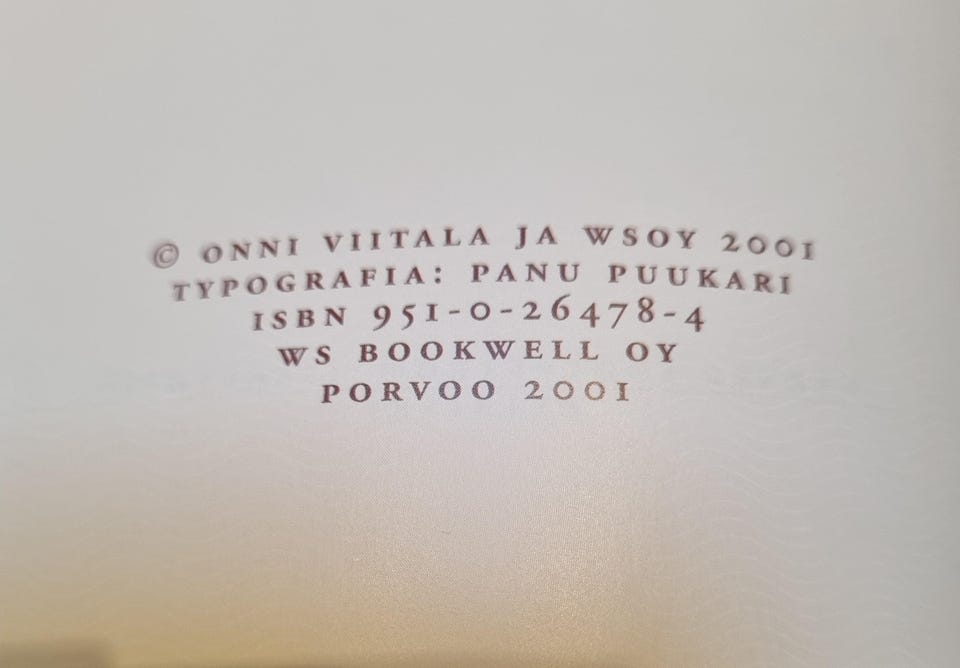 © ONNI VIITALA JA WSOY 2001
TYPOGRAFIA: PANU PUUKARI
ISBN 951-0-26478-4
WS BOOKWELL OY
PORVOO 2001